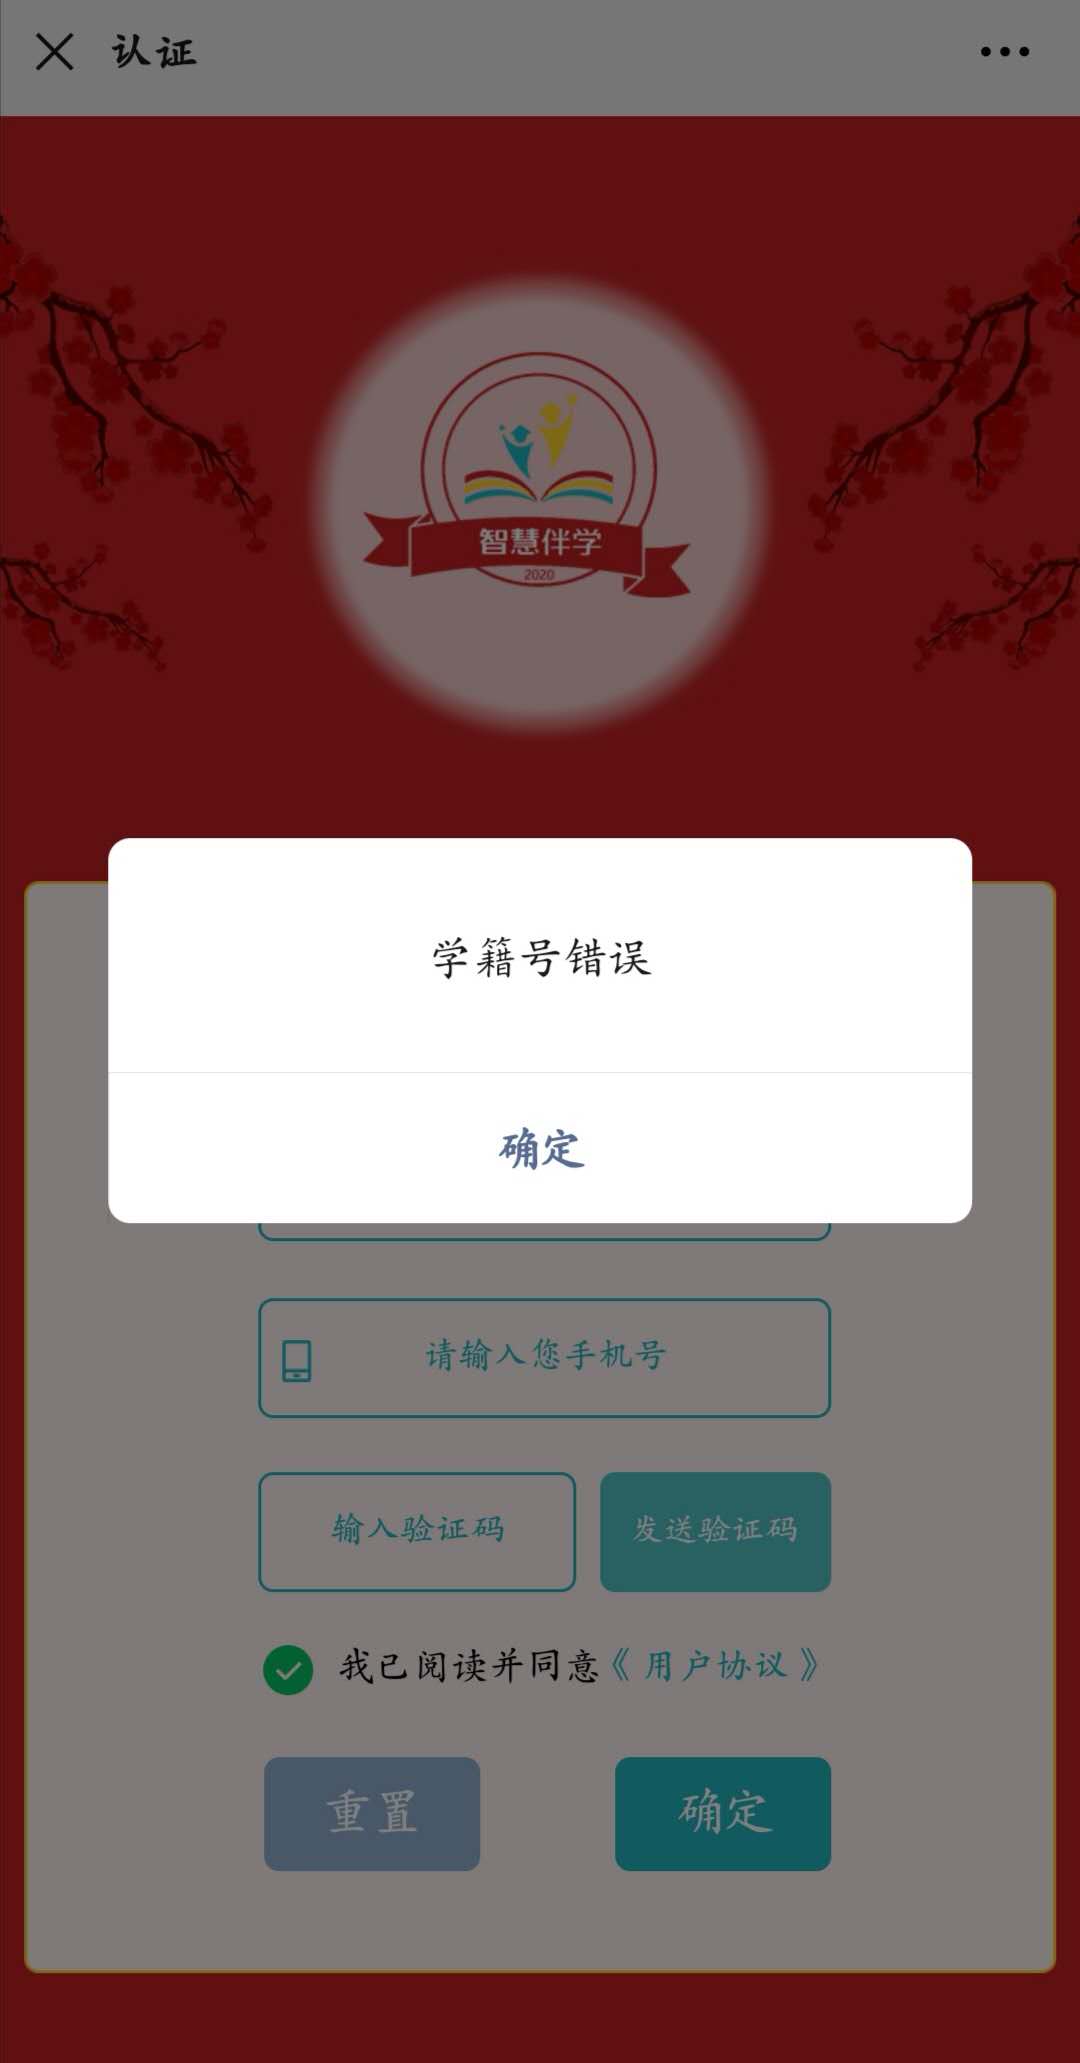 认证
智慧伴学
2020
学籍号错误
确定
请输入您手机号
输入验证码
发送验证码
我已阅读并同意《用户协议》
重置
确定